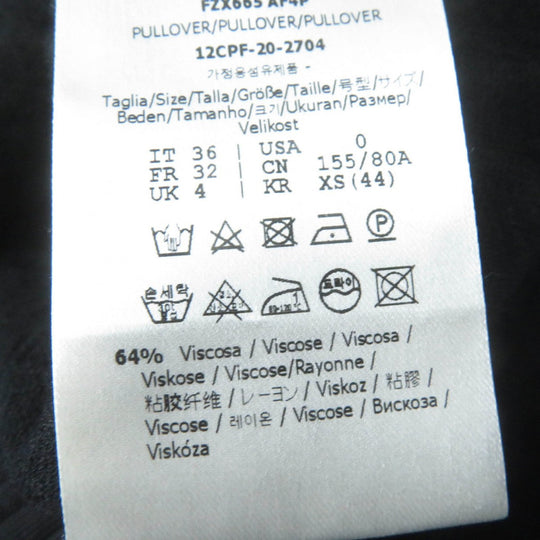 FZX665 AF4P
PULLOVER/PULLOVER/PULLOVER
12CPF-20-2704
가정용섬유제품 -
Taglia/Size/Talla/Größe/Taille/号型/サイズ/
Beden/Tamanho/크기/Ukuran/Размер/
Velikost
IT 36 | USA 0
FR 32 | CN 155/80A
UK 4 | KR XS(44)
P
손세탁 드라이
64% Viscosa / Viscose / Viscosa /
Viskose / Viscose/Rayonne /
粘胶纤维 / レーヨン / Viskoz / 粘膠 /
Viscose / 레이온 / Viscose / Вискоза /
Viskóza